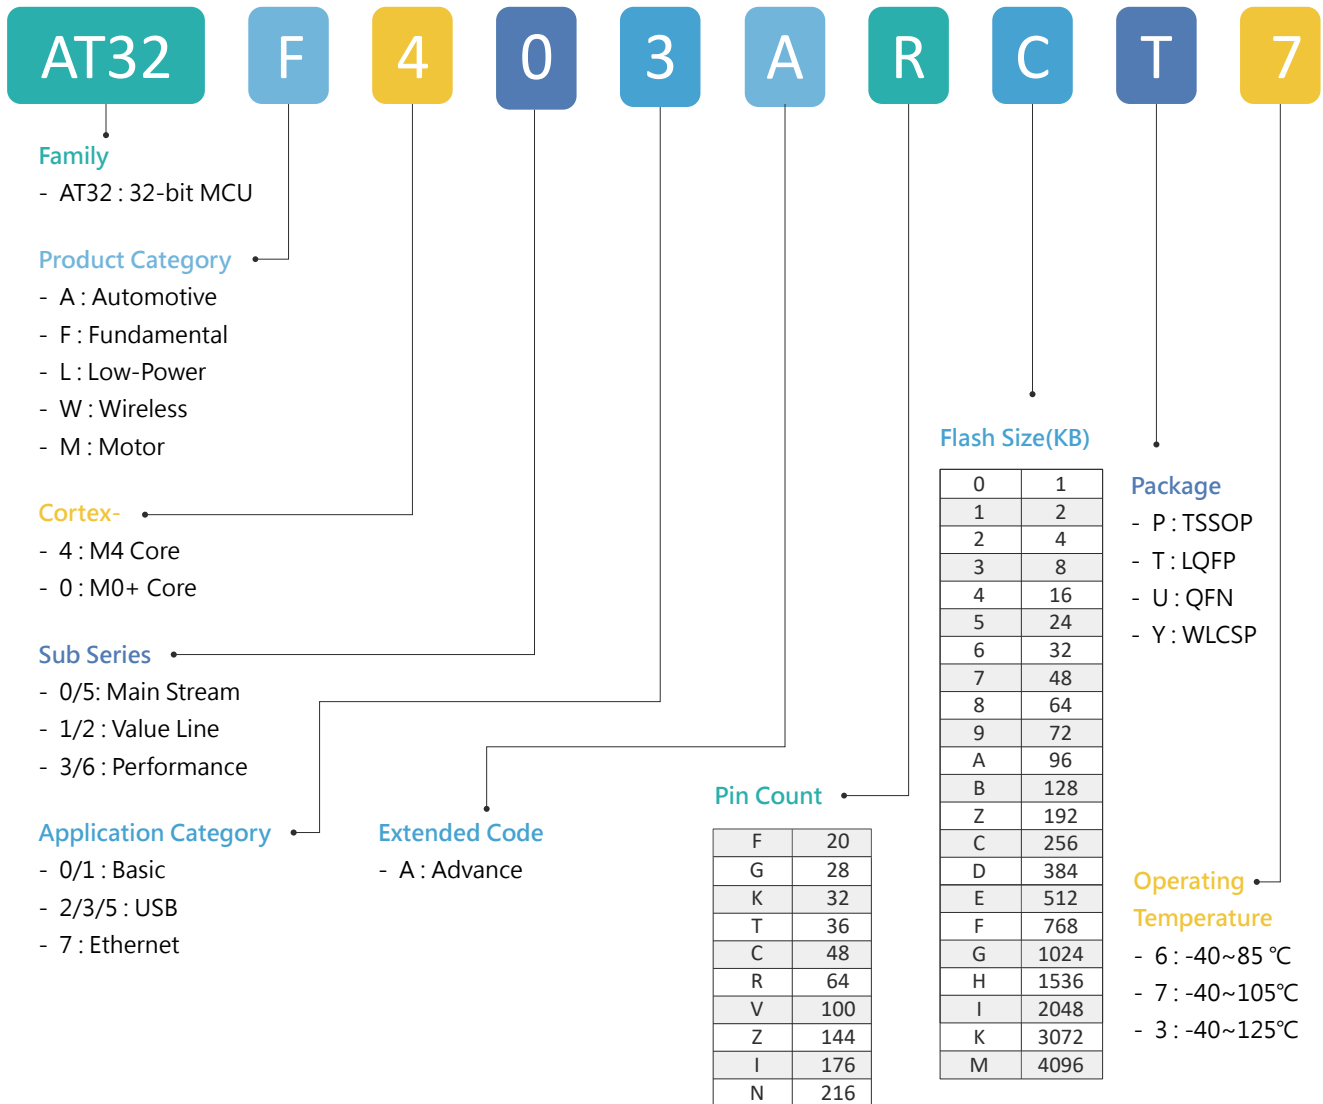 AT32 F 4 0 3 A R C T 7
Family
- AT32 : 32-bit MCU
Product Category
- A : Automotive
- F : Fundamental
- L : Low-Power
- W : Wireless
- M : Motor
Cortex-
- 4 : M4 Core
- 0 : M0+ Core
Sub Series
- 0/5: Main Stream
- 1/2 : Value Line
- 3/6 : Performance
Application Category
- 0/1 : Basic
- 2/3/5 : USB
- 7 : Ethernet
Extended Code
- A : Advance
Pin Count
F 20
G 28
K 32
T 36
C 48
R 64
V 100
Z 144
I 176
N 216
Flash Size(KB)
0 1
1 2
2 4
3 8
4 16
5 24
6 32
7 48
8 64
9 72
A 96
B 128
Z 192
C 256
D 384
E 512
F 768
G 1024
H 1536
I 2048
K 3072
M 4096
Package
- P : TSSOP
- T : LQFP
- U : QFN
- Y : WLCSP
Operating
Temperature
- 6 : -40~85 ℃
- 7 : -40~105℃
- 3 : -40~125℃